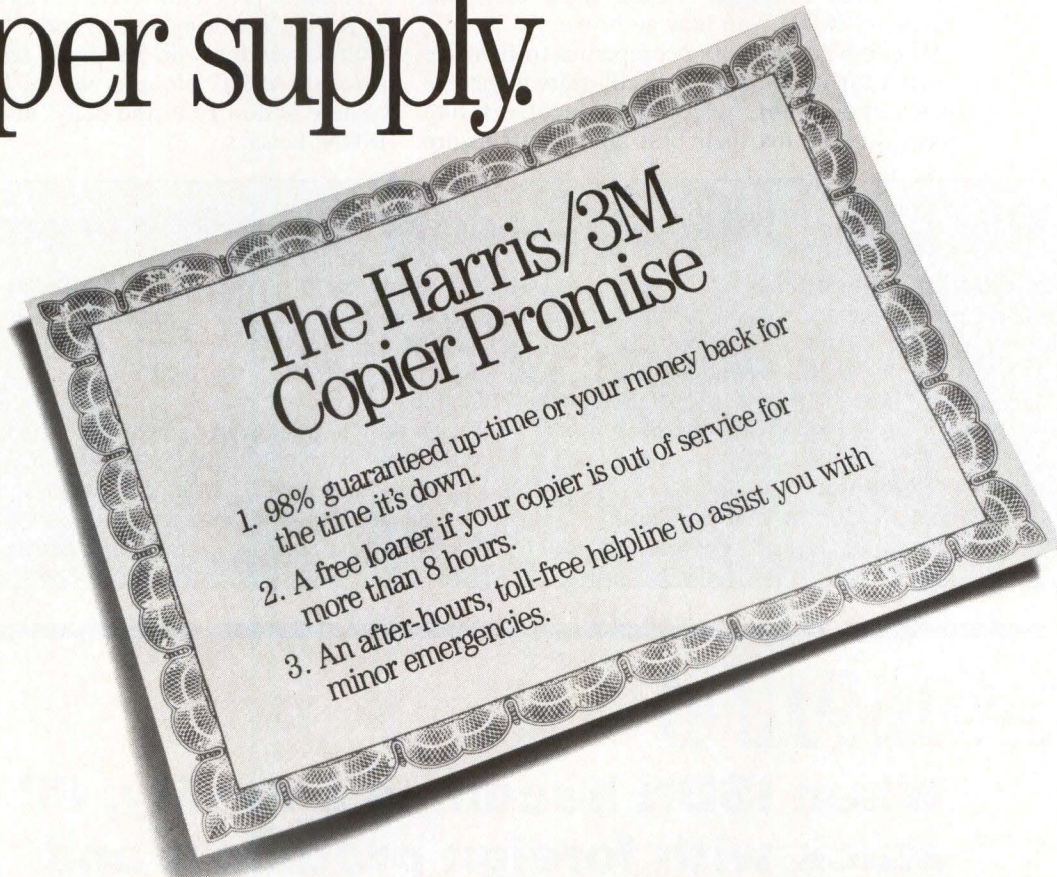 per supply.
The Harris/3M
Copier Promise
1. 98% guaranteed up-time or your money back for
the time it's down.
2. A free loaner if your copier is out of service for
more than 8 hours.
3. An after-hours, toll-free helpline to assist you with
minor emergencies.